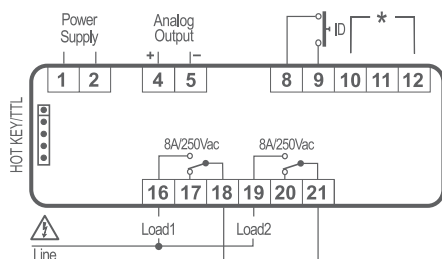 Power Supply
Analog Output
+ −
ID
*
1 2 4 5 8 9 10 11 12
HOT KEY/TTL
8A/250Vac 8A/250Vac
16 17 18 19 20 21
Load1 Load2
Line